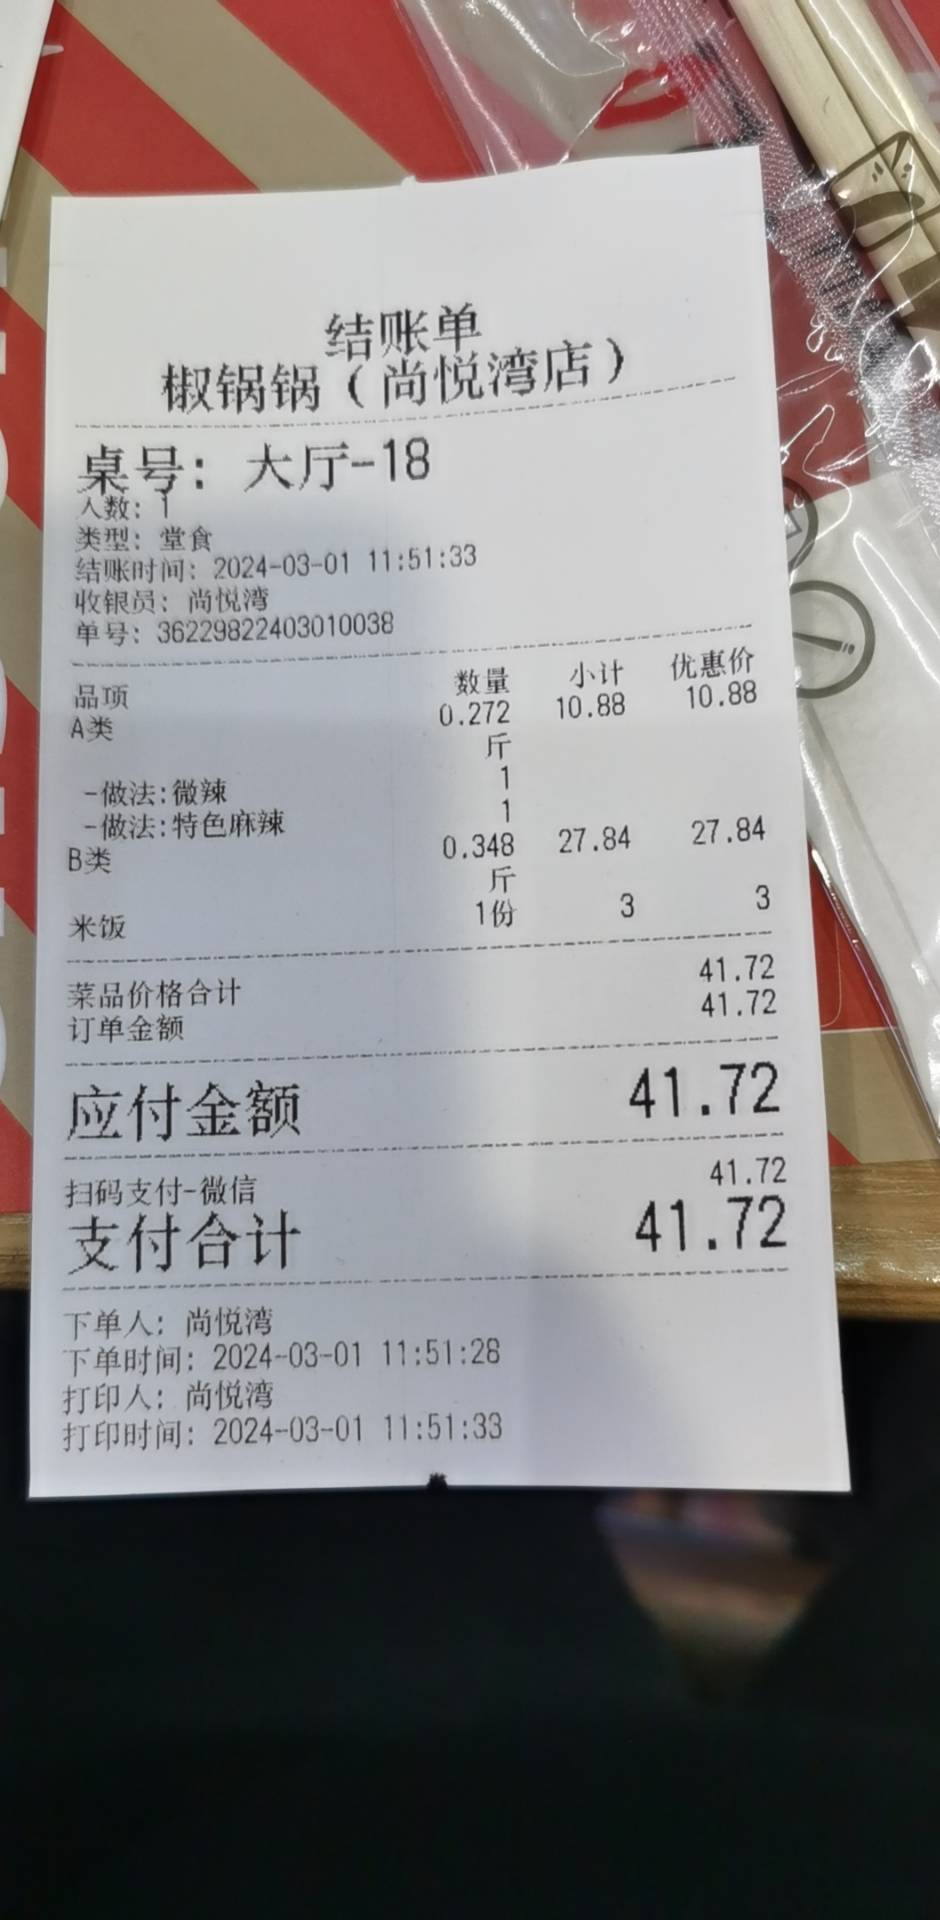 结账单
椒锅锅（尚悦湾店）
桌号: 大厅-18
人数: 1
类型: 堂食
结账时间: 2024-03-01 11:51:33
收银员: 尚悦湾
单号: 36229822403010038
品项 数量 小计 优惠价
A类 0.272 10.88 10.88
斤
-做法:微辣 1
-做法:特色麻辣 1
B类 0.348 27.84 27.84
斤
米饭 1份 3 3
菜品价格合计 41.72
订单金额 41.72
应付金额 41.72
扫码支付-微信 41.72
支付合计 41.72
下单人: 尚悦湾
下单时间: 2024-03-01 11:51:28
打印人: 尚悦湾
打印时间: 2024-03-01 11:51:33